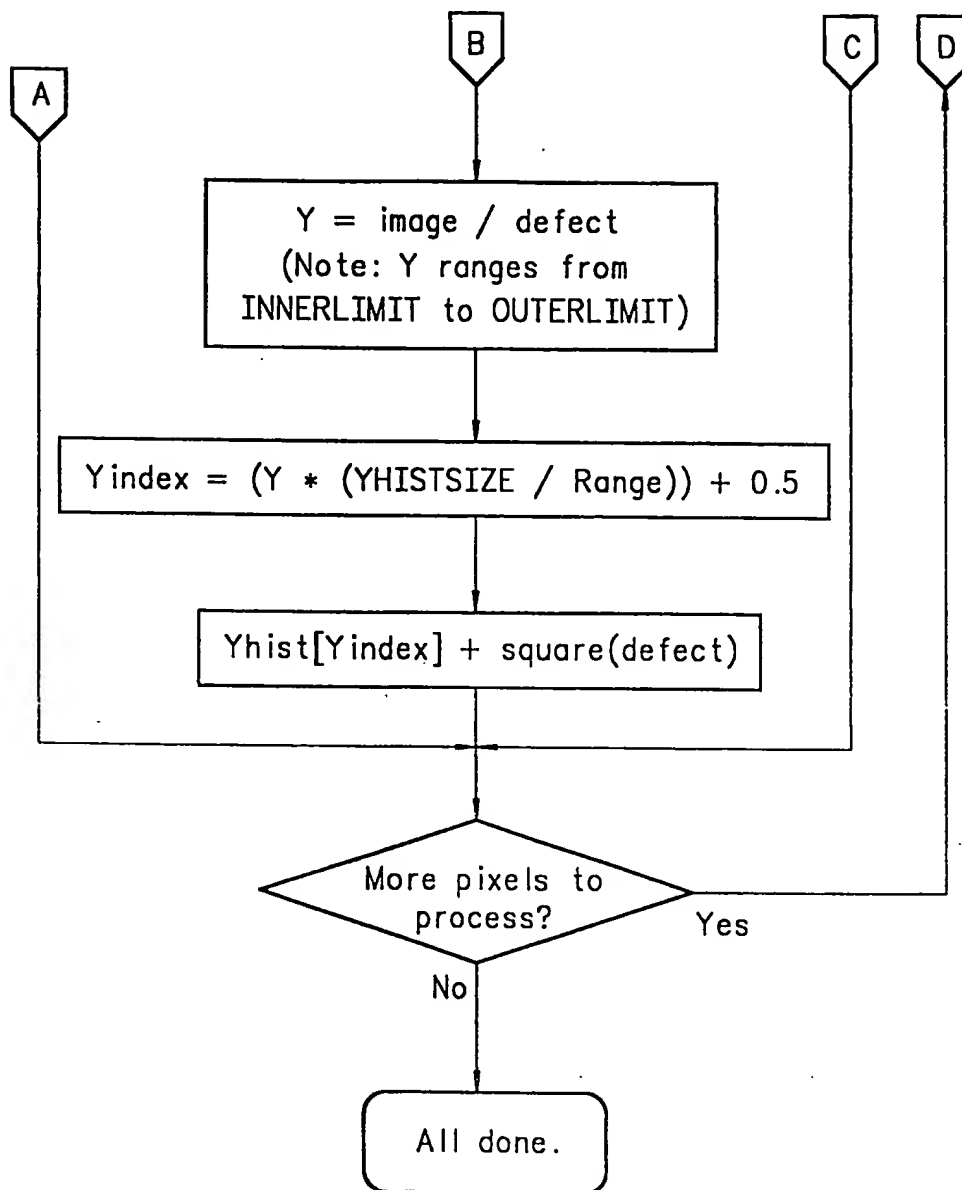 A
B
C
D
Y = image / defect
(Note: Y ranges from
INNERLIMIT to OUTERLIMIT)
Yindex = (Y * (YHISTSIZE / Range)) + 0.5
Yhist[Yindex] + square(defect)
More pixels to
process?
Yes
No
All done.